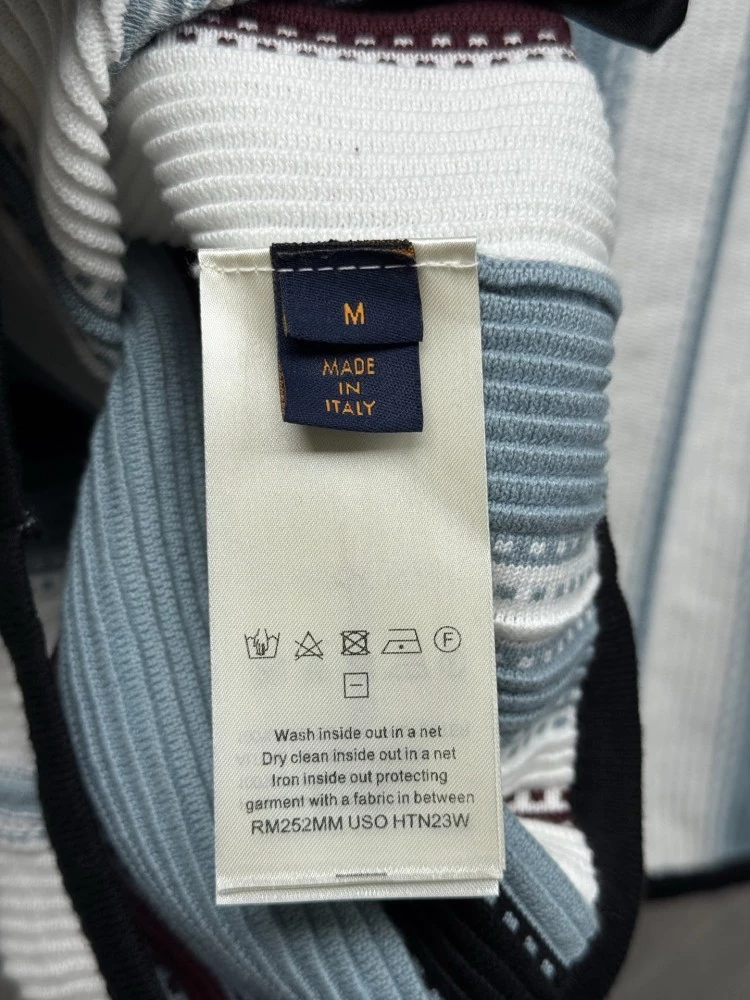 M
MADE
IN
ITALY
F
Wash inside out in a net
Dry clean inside out in a net
Iron inside out protecting
garment with a fabric in between
RM252MM USO HTN23W